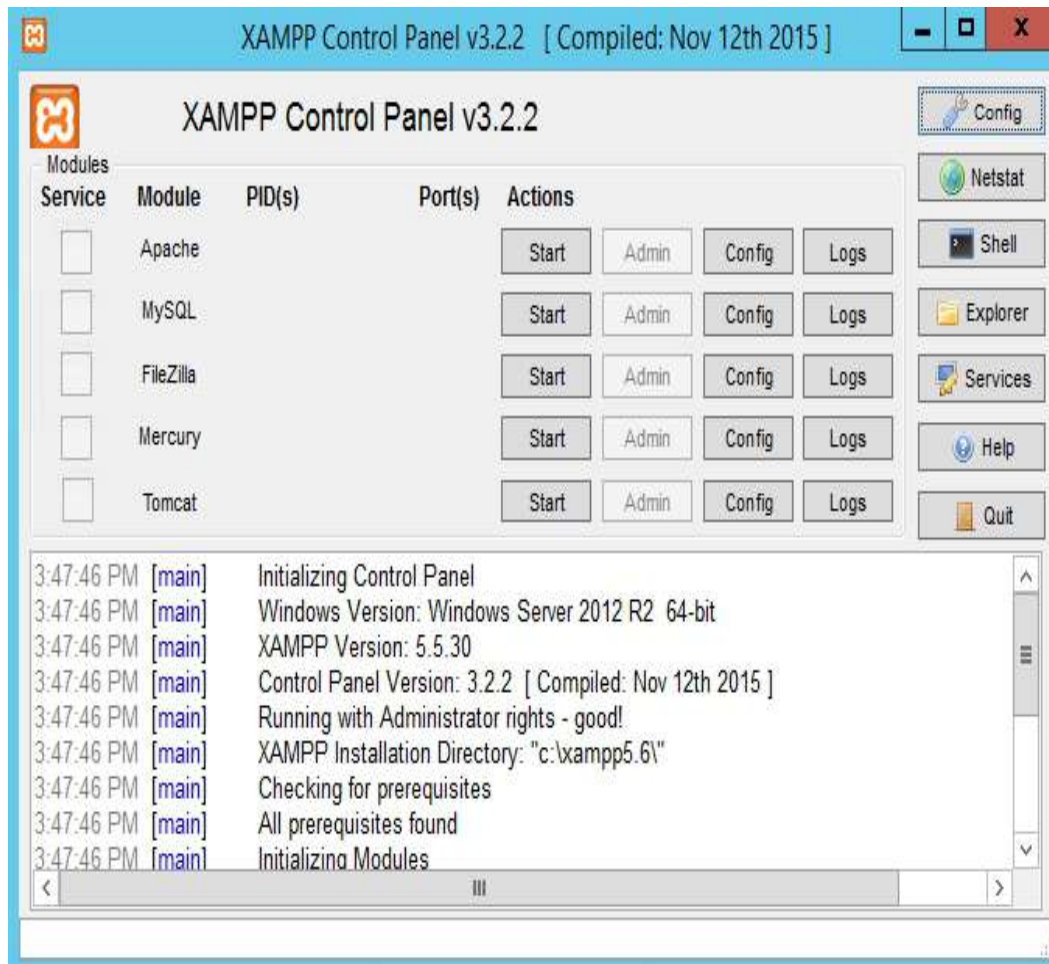 XAMPP Control Panel v3.2.2 [ Compiled: Nov 12th 2015 ]
XAMPP Control Panel v3.2.2
Config
Netstat
Shell
Explorer
Services
Help
Quit
Modules
Service Module PID(s) Port(s) Actions
Apache Start Admin Config Logs
MySQL Start Admin Config Logs
FileZilla Start Admin Config Logs
Mercury Start Admin Config Logs
Tomcat Start Admin Config Logs
3:47:46 PM [main] Initializing Control Panel
3:47:46 PM [main] Windows Version: Windows Server 2012 R2 64-bit
3:47:46 PM [main] XAMPP Version: 5.5.30
3:47:46 PM [main] Control Panel Version: 3.2.2 [ Compiled: Nov 12th 2015 ]
3:47:46 PM [main] Running with Administrator rights - good!
3:47:46 PM [main] XAMPP Installation Directory: "c:\xampp5.6\"
3:47:46 PM [main] Checking for prerequisites
3:47:46 PM [main] All prerequisites found
3:47:46 PM [main] Initializing Modules